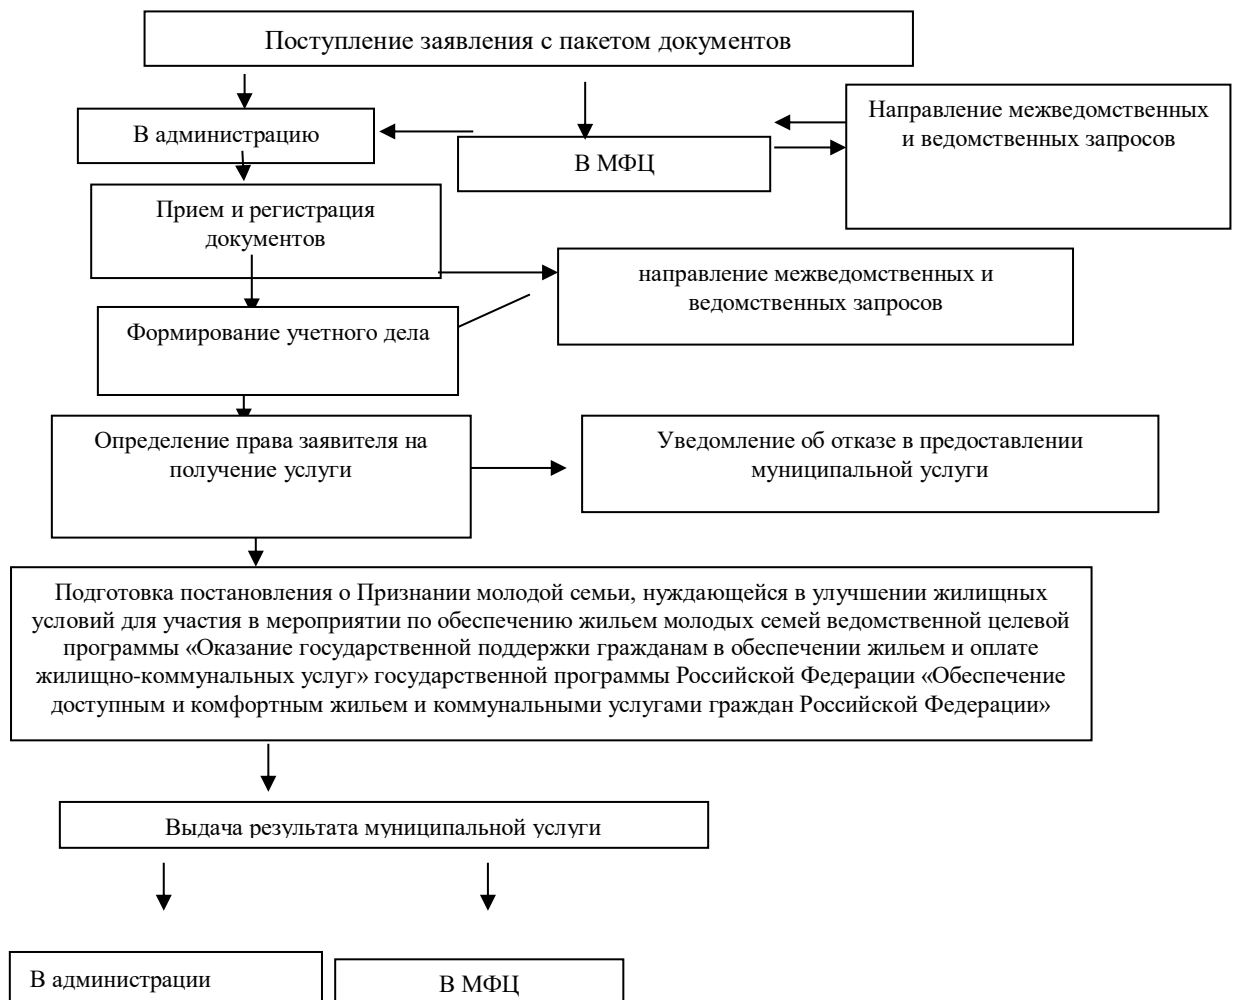 Поступление заявления с пакетом документов
В администрацию
В МФЦ
Направление межведомственных
и ведомственных запросов
Прием и регистрация
документов
направление межведомственных и
ведомственных запросов
Формирование учетного дела
Определение права заявителя на
получение услуги
Уведомление об отказе в предоставлении
муниципальной услуги
Подготовка постановления о Признании молодой семьи, нуждающейся в улучшении жилищных
условий для участия в мероприятии по обеспечению жильем молодых семей ведомственной целевой
программы «Оказание государственной поддержки гражданам в обеспечении жильем и оплате
жилищно-коммунальных услуг» государственной программы Российской Федерации «Обеспечение
доступным и комфортным жильем и коммунальными услугами граждан Российской Федерации»
Выдача результата муниципальной услуги
В администрации
В МФЦ